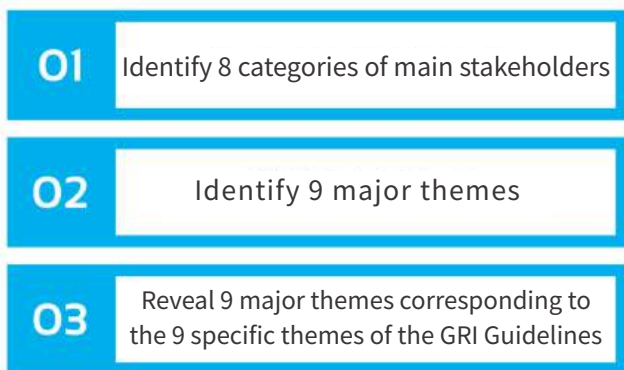 01
Identify 8 categories of main stakeholders
02
Identify 9 major themes
03
Reveal 9 major themes corresponding to
the 9 specific themes of the GRI Guidelines